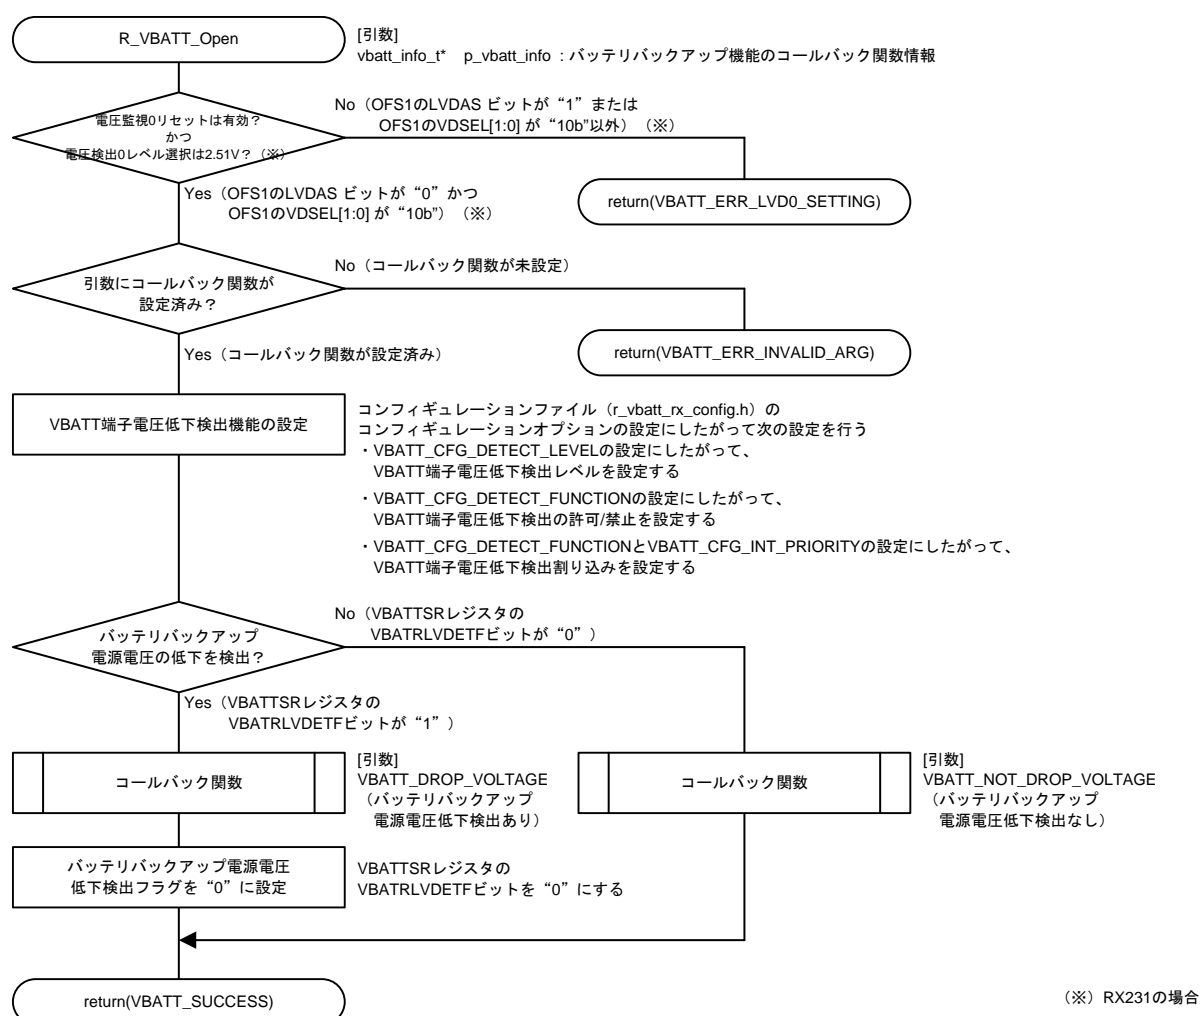 R_VBATT_Open
[引数]
vbatt_info_t* p_vbatt_info : バッテリバックアップ機能のコールバック関数情報
電圧監視0リセットは有効？
かつ
電圧検出0レベル選択は2.51V？（※）
No（OFS1のLVDAS ビットが“1”または
OFS1のVDSEL[1:0] が“10b”以外）（※）
return(VBATT_ERR_LVD0_SETTING)
Yes（OFS1のLVDAS ビットが“0”かつ
OFS1のVDSEL[1:0] が“10b”）（※）
引数にコールバック関数が
設定済み？
No（コールバック関数が未設定）
return(VBATT_ERR_INVALID_ARG)
Yes（コールバック関数が設定済み）
VBATT端子電圧低下検出機能の設定
コンフィギュレーションファイル（r_vbatt_rx_config.h）の
コンフィギュレーションオプションの設定にしたがって次の設定を行う
・VBATT_CFG_DETECT_LEVELの設定にしたがって、
VBATT端子電圧低下検出レベルを設定する
・VBATT_CFG_DETECT_FUNCTIONの設定にしたがって、
VBATT端子電圧低下検出の許可/禁止を設定する
・VBATT_CFG_DETECT_FUNCTIONとVBATT_CFG_INT_PRIORITYの設定にしたがって、
VBATT端子電圧低下検出割り込みを設定する
バッテリバックアップ
電源電圧の低下を検出？
No（VBATTSRレジスタの
VBATRLVDETFビットが“0”）
Yes（VBATTSRレジスタの
VBATRLVDETFビットが“1”）
コールバック関数
[引数]
VBATT_DROP_VOLTAGE
（バッテリバックアップ
電源電圧低下検出あり）
コールバック関数
[引数]
VBATT_NOT_DROP_VOLTAGE
（バッテリバックアップ
電源電圧低下検出なし）
バッテリバックアップ電源電圧
低下検出フラグを“0”に設定
VBATTSRレジスタの
VBATRLVDETFビットを“0”にする
return(VBATT_SUCCESS)
（※）RX231の場合